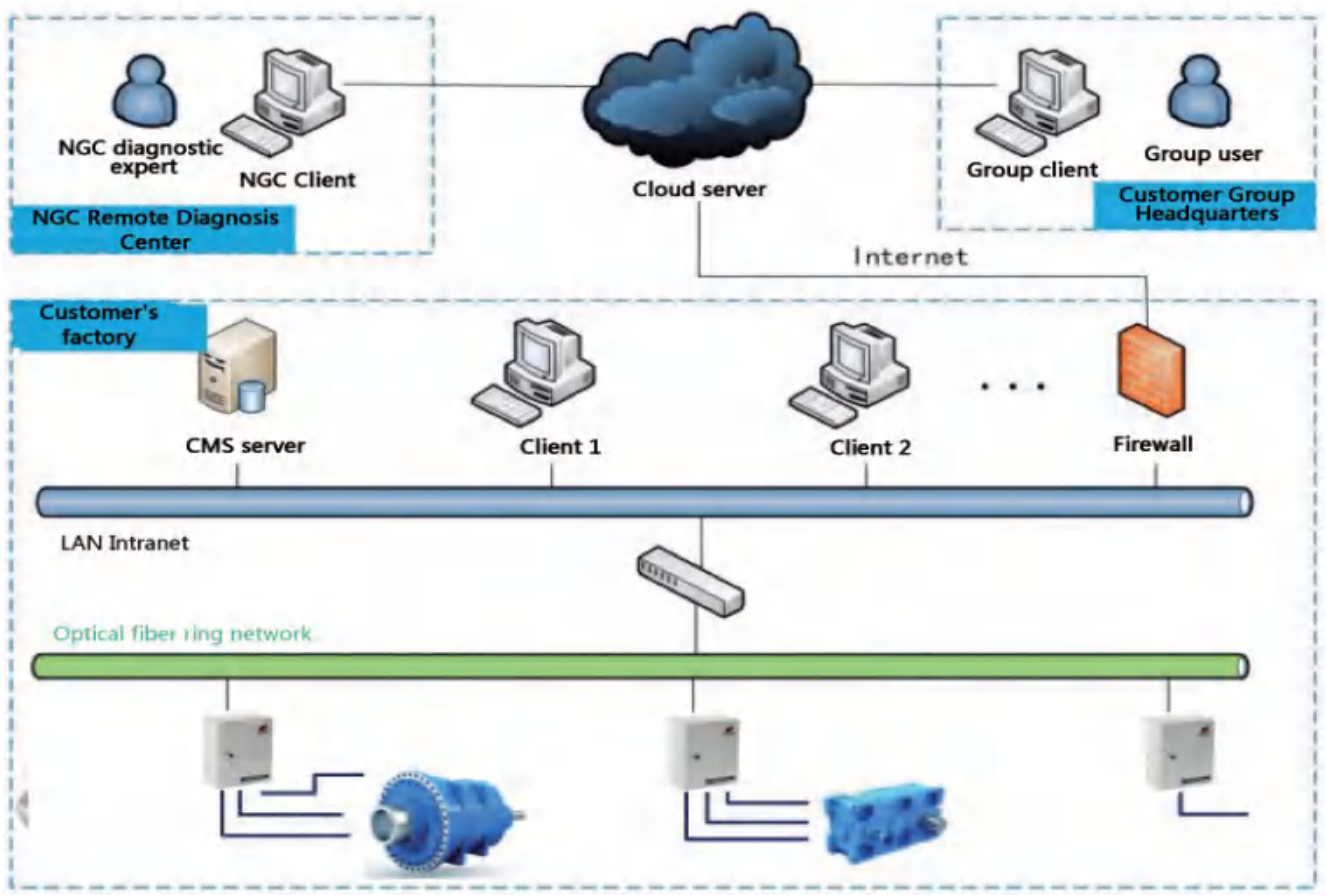 NGC diagnostic
expert
NGC Client
NGC Remote Diagnosis
Center
Cloud server
Group client
Group user
Customer Group
Headquarters
Internet
Customer's
factory
CMS server
Client 1
Client 2
. . .
Firewall
LAN Intranet
Optical fiber ring network